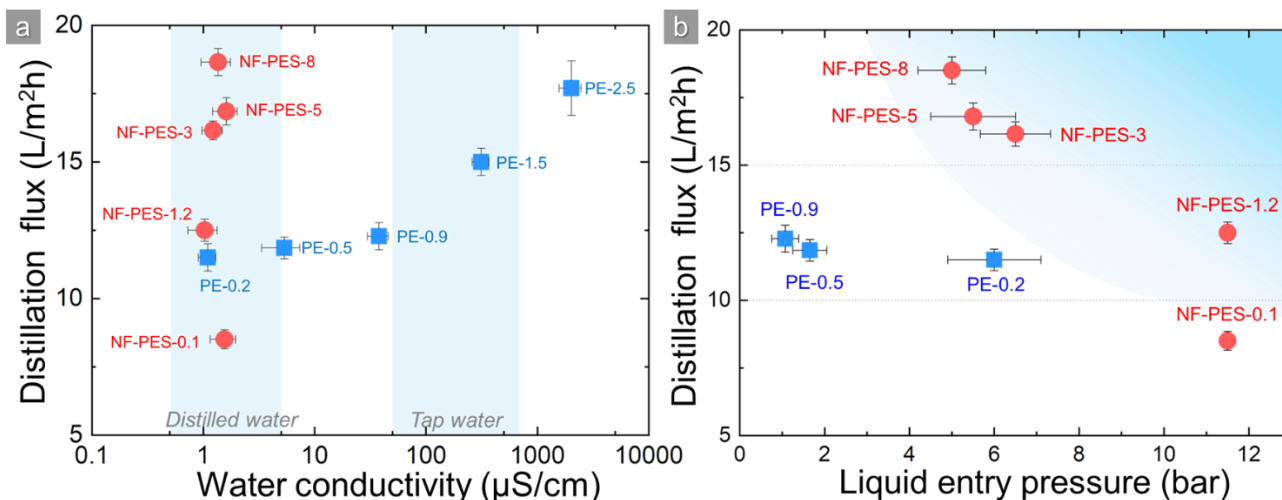 a
Distillation flux (L/m²h)
20
15
10
5
NF-PES-8
NF-PES-5
NF-PES-3
NF-PES-1.2
PE-0.2
NF-PES-0.1
PE-0.5
PE-0.9
PE-1.5
PE-2.5
Distilled water
Tap water
0.1
1
10
100
1000
10000
Water conductivity (µS/cm)
b
Distillation flux (L/m²h)
20
15
10
5
NF-PES-8
NF-PES-5
NF-PES-3
NF-PES-1.2
NF-PES-0.1
PE-0.9
PE-0.5
PE-0.2
0
2
4
6
8
10
12
Liquid entry pressure (bar)